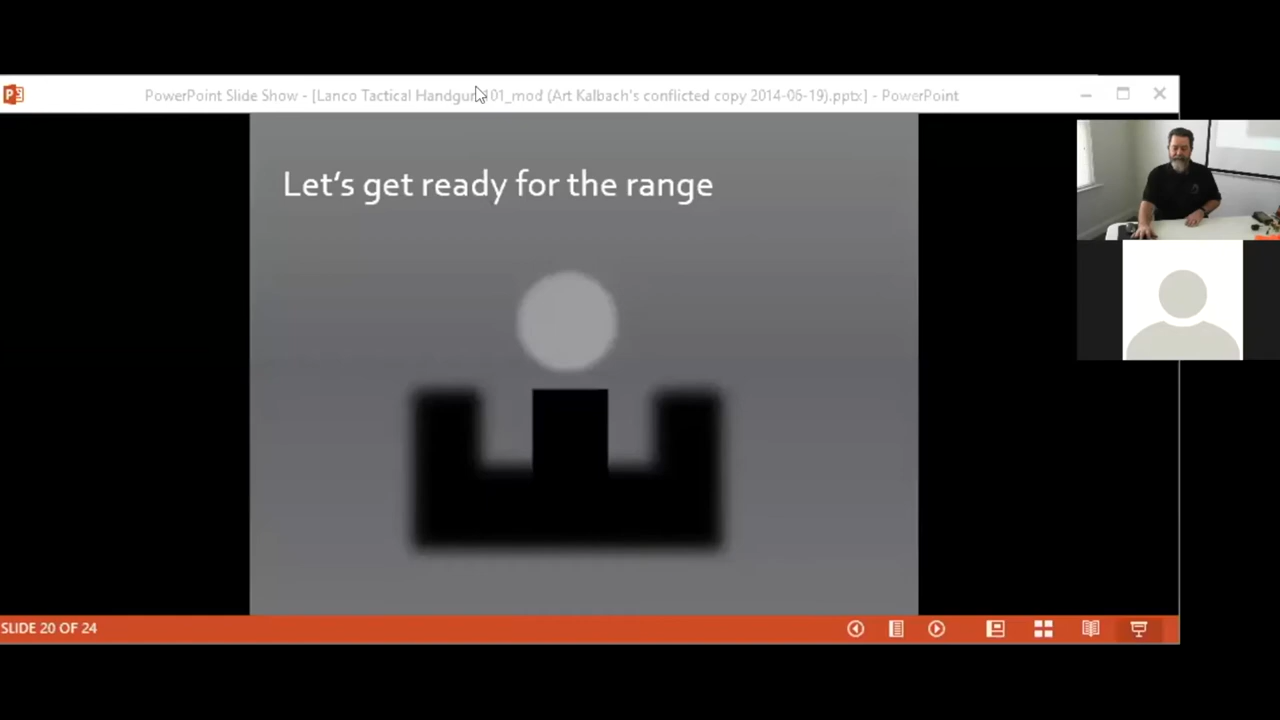 PowerPoint Slide Show - [Lanco Tactical Handgun 101_mod (Art Kalbach's conflicted copy 2014-06-19).pptx] - PowerPoint
Let's get ready for the range
SLIDE 20 OF 24